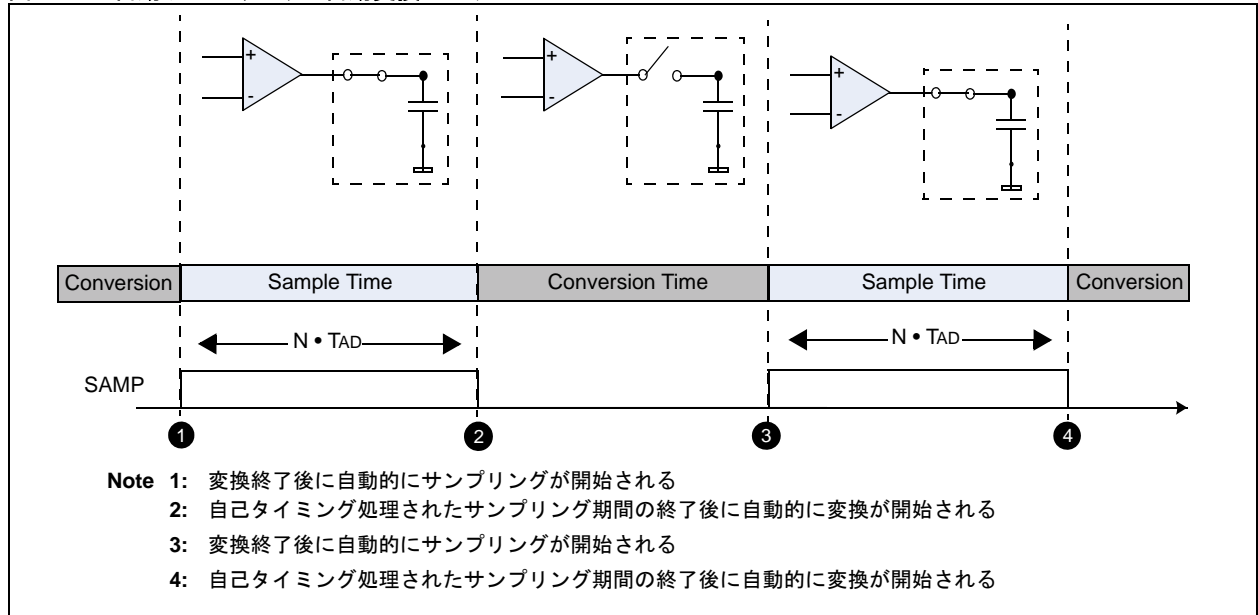 +
-
+
-
+
-
Conversion
Sample Time
Conversion Time
Sample Time
Conversion
N • TAD
N • TAD
SAMP
1
2
3
4
Note 1: 変換終了後に自動的にサンプリングが開始される
2: 自己タイミング処理されたサンプリング期間の終了後に自動的に変換が開始される
3: 変換終了後に自動的にサンプリングが開始される
4: 自己タイミング処理されたサンプリング期間の終了後に自動的に変換が開始される